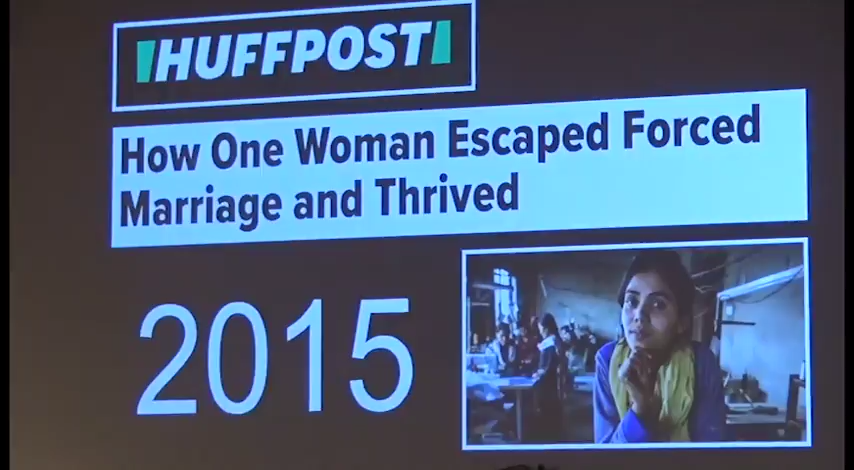 HUFFPOST
How One Woman Escaped Forced
Marriage and Thrived
2015